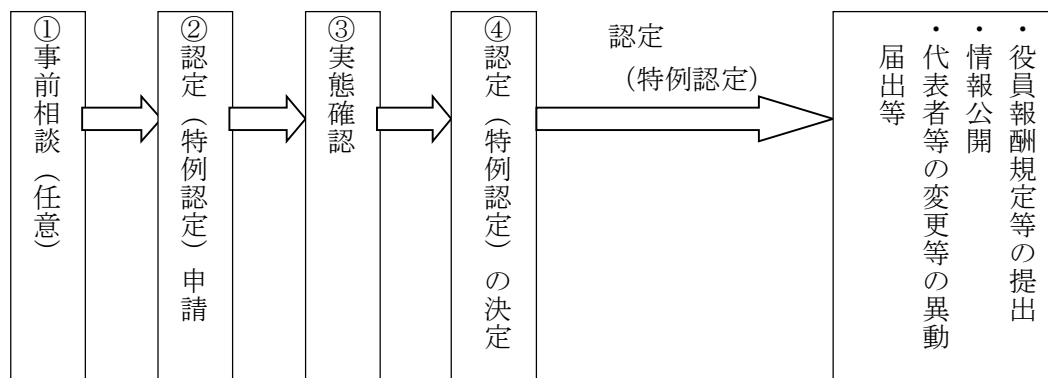 ①事前相談（任意）
②認定（特例認定）申請
③実態確認
④認定（特例認定）の決定
認定
（特例認定）
・役員報酬規定等の提出
・情報公開
・代表者等の変更等の異動
届出等